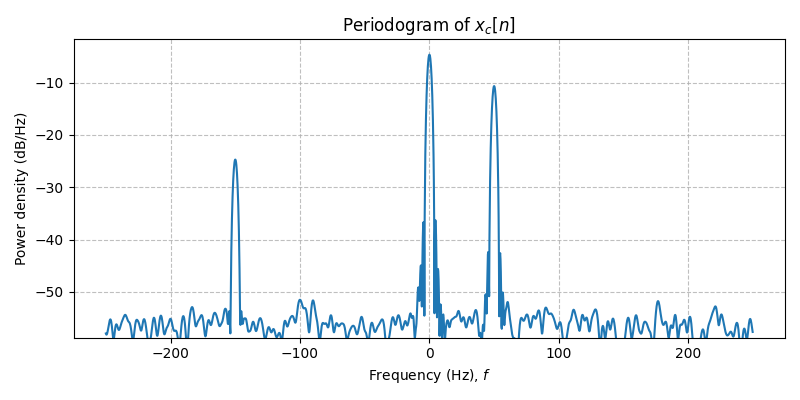 Periodogram of $x_c[n]$
Power density (dB/Hz)
−10
−20
−30
−40
−50
−200 −100 0 100 200
Frequency (Hz), $f$